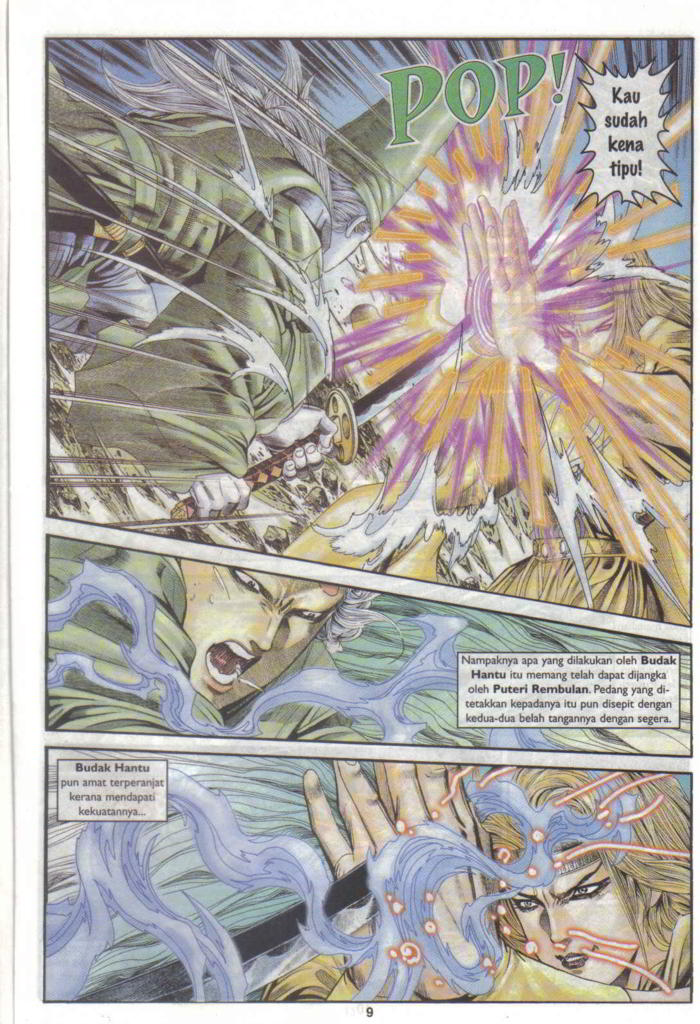 POP!
Kau
sudah
kena
tipu!
Nampaknya apa yang dilakukan oleh Budak
Hantu itu memang telah dapat dijangka
oleh Puteri Rembulan. Pedang yang di-
tetakkan kepadanya itu pun disepit dengan
kedua-dua belah tangannya dengan segera.
Budak Hantu
pun amat terperanjat
kerana mendapati
kekuatannya...
9